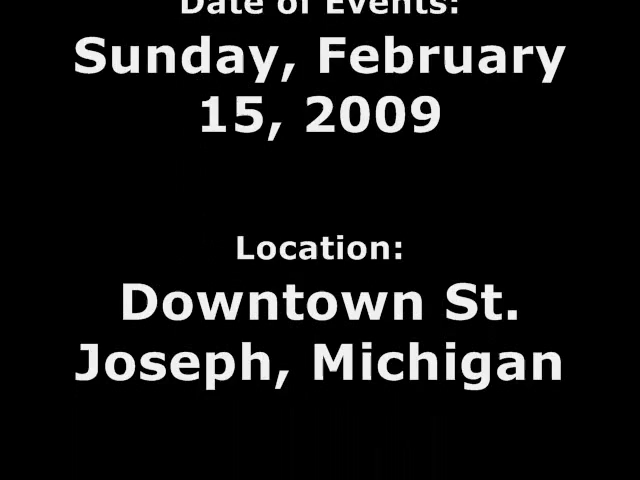 Date of Events:
Sunday, February
15, 2009
Location:
Downtown St.
Joseph, Michigan